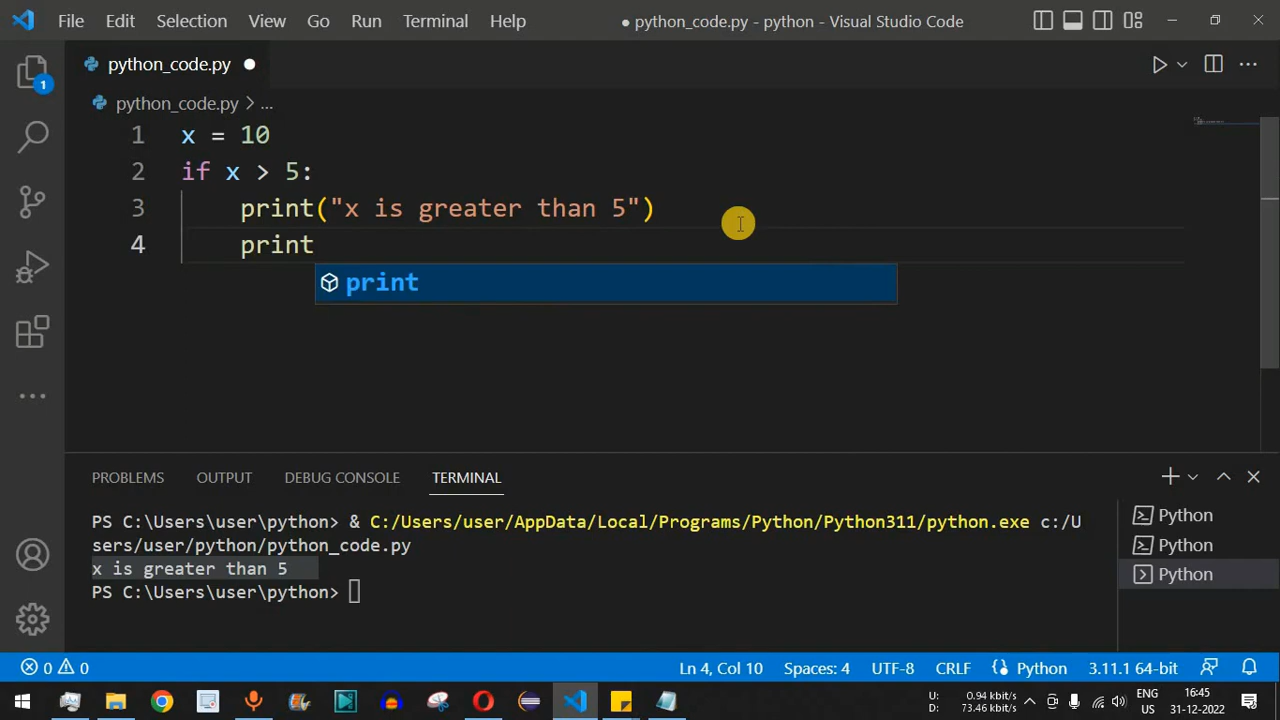 File Edit Selection View Go Run Terminal Help ● python_code.py - python - Visual Studio Code
python_code.py ●
1
python_code.py > ...
1 x = 10
2 if x > 5:
3 print("x is greater than 5")
4 print
print
PROBLEMS OUTPUT DEBUG CONSOLE TERMINAL
PS C:\Users\user\python> & C:/Users/user/AppData/Local/Programs/Python/Python311/python.exe c:/U
sers/user/python/python_code.py
x is greater than 5
PS C:\Users\user\python>
Python
Python
Python
0 0 Ln 4, Col 10 Spaces: 4 UTF-8 CRLF Python 3.11.1 64-bit
U: 0.94 kbit/s
D: 73.46 kbit/s
ENG
US
16:45
31-12-2022